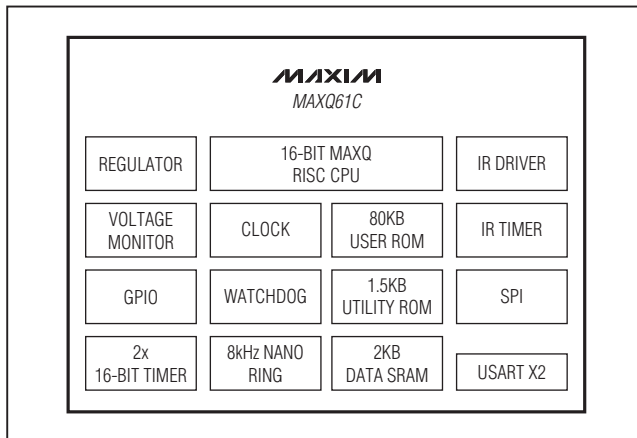 MAXIM
MAXQ61C
REGULATOR
16-BIT MAXQ
RISC CPU
IR DRIVER
VOLTAGE
MONITOR
CLOCK
80KB
USER ROM
IR TIMER
GPIO
WATCHDOG
1.5KB
UTILITY ROM
SPI
2x
16-BIT TIMER
8kHz NANO
RING
2KB
DATA SRAM
USART X2